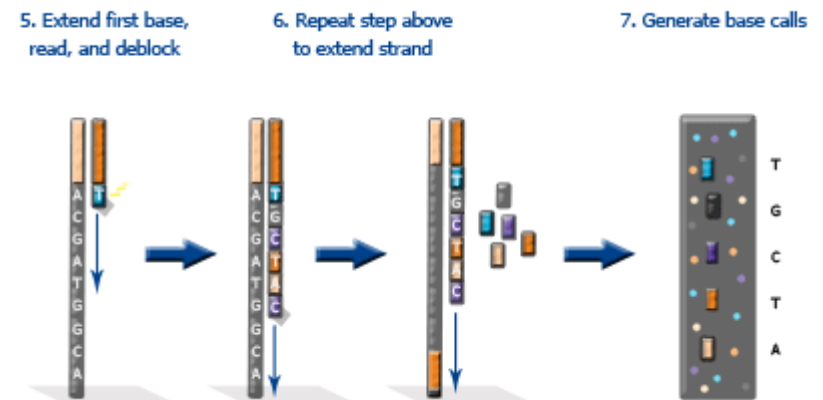 5. Extend first base,
read, and deblock
6. Repeat step above
to extend strand
7. Generate base calls
A
C
G
A
T
G
G
C
A
T
A
C
G
A
T
G
G
C
A
T
G
C
T
A
C
T
G
C
T
A
C
T
G
C
T
A